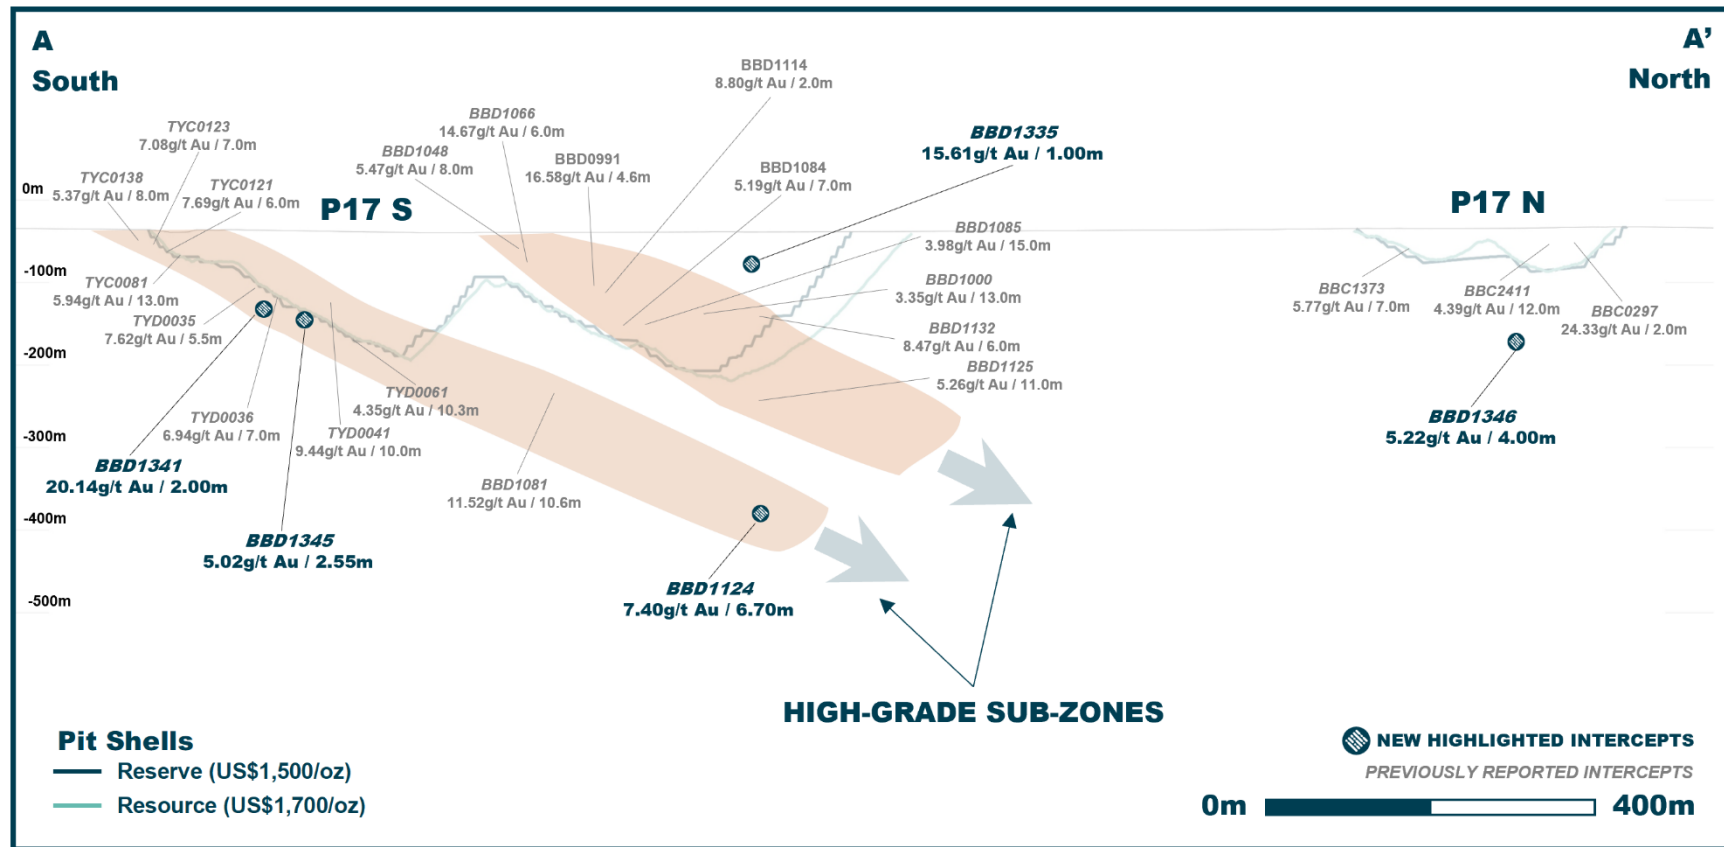 A
South
A'
North
BBD1114
8.80g/t Au / 2.0m
BBD1066
14.67g/t Au / 6.0m
TYC0123
7.08g/t Au / 7.0m
BBD1335
15.61g/t Au / 1.00m
BBD1048
5.47g/t Au / 8.0m
BBD0991
16.58g/t Au / 4.6m
BBD1084
5.19g/t Au / 7.0m
TYC0138
5.37g/t Au / 8.0m
TYC0121
7.69g/t Au / 6.0m
0m
P17 S
P17 N
BBD1085
3.98g/t Au / 15.0m
-100m
TYC0081
5.94g/t Au / 13.0m
BBD1000
3.35g/t Au / 13.0m
BBC1373
5.77g/t Au / 7.0m
BBC2411
4.39g/t Au / 12.0m
BBC0297
24.33g/t Au / 2.0m
TYD0035
7.62g/t Au / 5.5m
BBD1132
8.47g/t Au / 6.0m
-200m
BBD1125
5.26g/t Au / 11.0m
TYD0061
4.35g/t Au / 10.3m
TYD0036
6.94g/t Au / 7.0m
TYD0041
9.44g/t Au / 10.0m
BBD1346
5.22g/t Au / 4.00m
-300m
BBD1341
20.14g/t Au / 2.00m
BBD1081
11.52g/t Au / 10.6m
-400m
BBD1345
5.02g/t Au / 2.55m
BBD1124
7.40g/t Au / 6.70m
-500m
HIGH-GRADE SUB-ZONES
Pit Shells
Reserve (US$1,500/oz)
Resource (US$1,700/oz)
NEW HIGHLIGHTED INTERCEPTS
PREVIOUSLY REPORTED INTERCEPTS
0m
400m